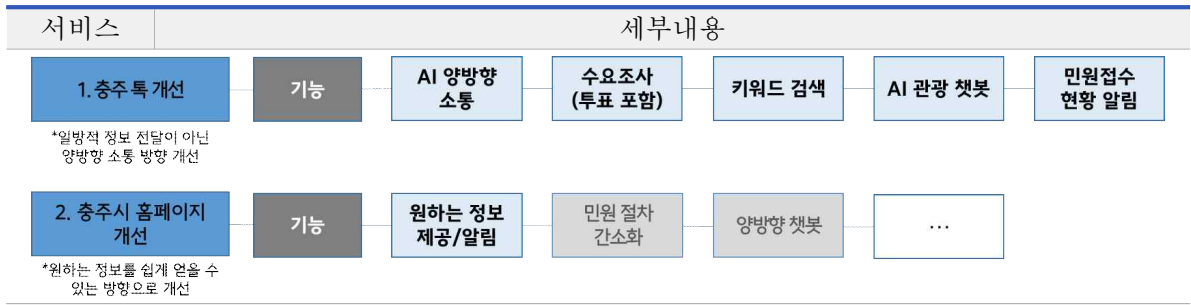 서비스
세부내용
1. 충주 톡 개선
기능
AI 양방향
소통
수요조사
(투표 포함)
키워드 검색
AI 관광 챗봇
민원접수
현황 알림
*일방적 정보 전달이 아닌
양방향 소통 방향 개선
2. 충주시 홈페이지
개선
기능
원하는 정보
제공/알림
민원 절차
간소화
양방향 챗봇
…
*원하는 정보를 쉽게 얻을 수
있는 방향으로 개선